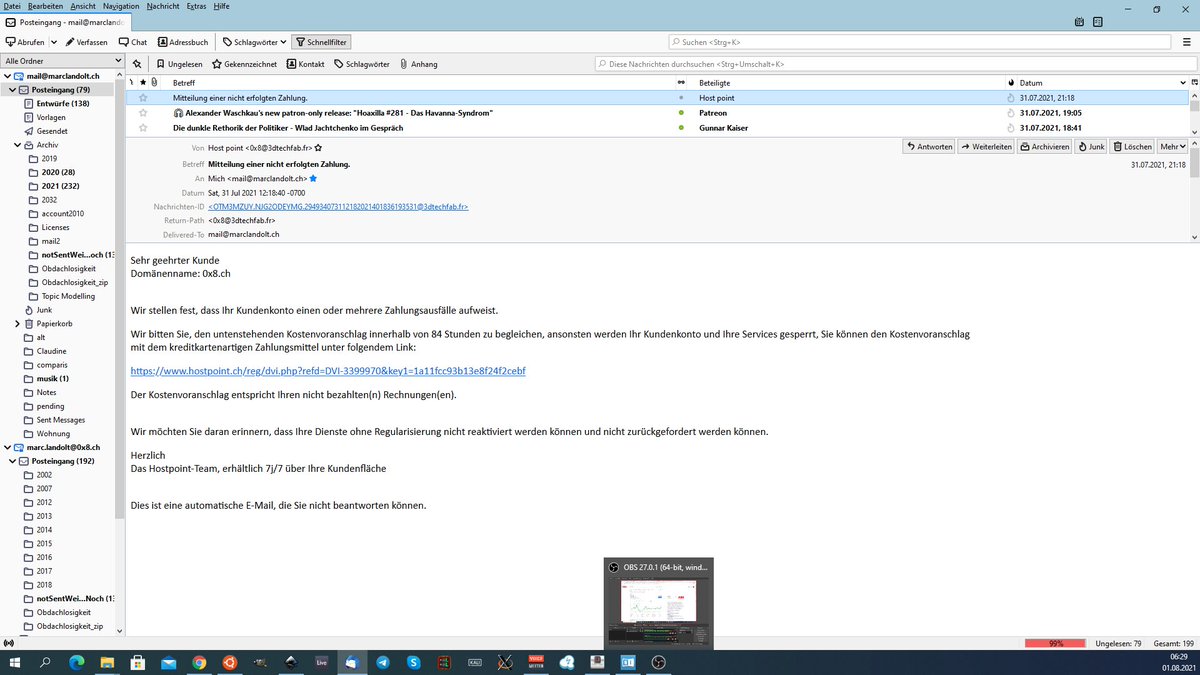 Datei Bearbeiten Ansicht Navigation Nachricht Extras Hilfe
Posteingang - mail@marclando
Abrufen Verfassen Chat Adressbuch Schlagwörter Schnellfilter Suchen <Strg+K>
Alle Ordner Ungelesen Gekennzeichnet Kontakt Schlagwörter Anhang Diese Nachrichten durchsuchen <Strg+Umschalt+K>
Betreff Beteiligte Datum
Mitteilung einer nicht erfolgten Zahlung. Host point 31.07.2021, 21:18
Alexander Waschkau's new patron-only release: "Hoaxilla #281 - Das Havanna-Syndrom" Patreon 31.07.2021, 19:05
Die dunkle Rethorik der Politiker - Wlad Jachtchenko im Gespräch Gunnar Kaiser 31.07.2021, 18:41
Von Host point <0x8@3dtechfab.fr> Antworten Weiterleiten Archivieren Junk Löschen Mehr
Betreff Mitteilung einer nicht erfolgten Zahlung. 31.07.2021, 21:18
An Mich <mail@marclandolt.ch>
Datum Sat, 31 Jul 2021 12:18:40 -0700
Nachrichten-ID <OTM3MZUY.NJG2ODEYMG.29493407311218202140183619 3531@3dtechfab.fr>
Return-Path <0x8@3dtechfab.fr>
Delivered-To mail@marclandolt.ch
mail@marclandolt.ch
Posteingang (79)
Entwürfe (138)
Vorlagen
Gesendet
Archiv
2019
2020 (28)
2021 (232)
2032
account2010
Licenses
mail2
notSentWei...och (13
Obdachlosigkeit
Obdachlosigkeit_zip
Topic Modelling
Junk
Papierkorb
alt
Claudine
comparis
musik (1)
Notes
pending
Sent Messages
Wohnung
marc.landolt@0x8.ch
Posteingang (192)
2002
2007
2012
2013
2014
2015
2016
2017
2018
notSentWei...Noch (13
Obdachlosigkeit
Obdachlosigkeit_zip
Sehr geehrter Kunde
Domänenname: 0x8.ch
Wir stellen fest, dass Ihr Kundenkonto einen oder mehrere Zahlungsausfälle aufweist.
Wir bitten Sie, den untenstehenden Kostenvoranschlag innerhalb von 84 Stunden zu begleichen, ansonsten werden Ihr Kundenkonto und Ihre Services gesperrt, Sie können den Kostenvoranschlag
mit dem kreditkartenartigen Zahlungsmittel unter folgendem Link:
https://www.hostpoint.ch/reg/dvi.php?refd=DVI-3399970&key1=1a11fcc93b13e8f24f2cebf
Der Kostenvoranschlag entspricht Ihren nicht bezahlten(n) Rechnungen(en).
Wir möchten Sie daran erinnern, dass Ihre Dienste ohne Regularisierung nicht reaktiviert werden können und nicht zurückgefordert werden können.
Herzlich
Das Hostpoint-Team, erhältlich 7j/7 über Ihre Kundenfläche
Dies ist eine automatische E-Mail, die Sie nicht beantworten können.
OBS 27.0.1 (64-bit, wind...
99% Ungelesen: 79 Gesamt: 199
Live
06:29
01.08.2021